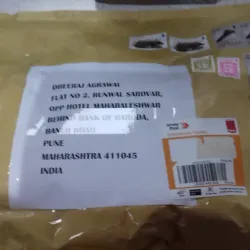 DHEERAJ AGRAWAL
FLAT NO 2, RUNWAL SAROVAR,
OPP HOTEL MAHABALESHWAR
BEHIND BANK OF BARODA,
BANER ROAD
PUNE
MAHARASHTRA 411045
INDIA